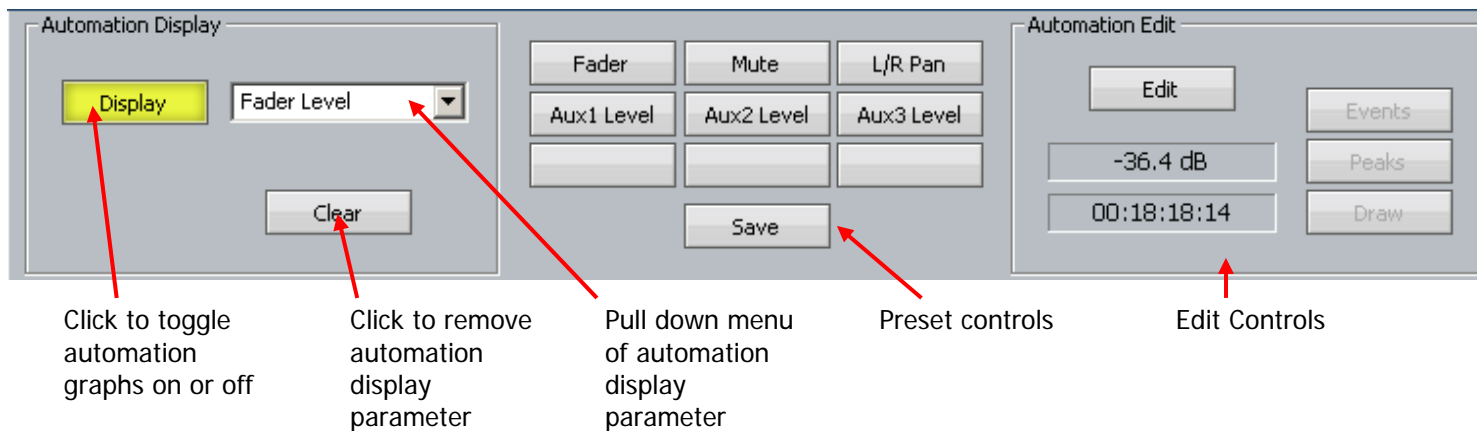 Automation Display
Display
Fader Level
Clear
Fader
Mute
L/R Pan
Aux1 Level
Aux2 Level
Aux3 Level
Save
Automation Edit
Edit
-36.4 dB
00:18:18:14
Events
Peaks
Draw
Click to toggle
automation
graphs on or off
Click to remove
automation
display
parameter
Pull down menu
of automation
display
parameter
Preset controls
Edit Controls